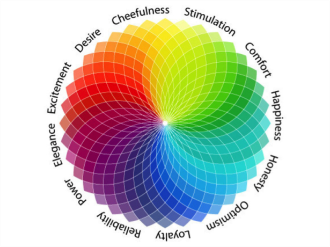 Cheefulness
Stimulation
Comfort
Happiness
Honesty
Optimism
Loyalty
Reliability
Power
Elegance
Excitement
Desire